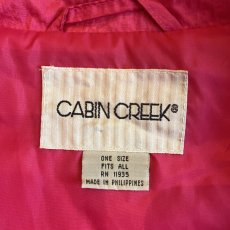 CABIN CREEK®
ONE SIZE
FITS ALL
RN 11935
MADE IN PHILIPPINES